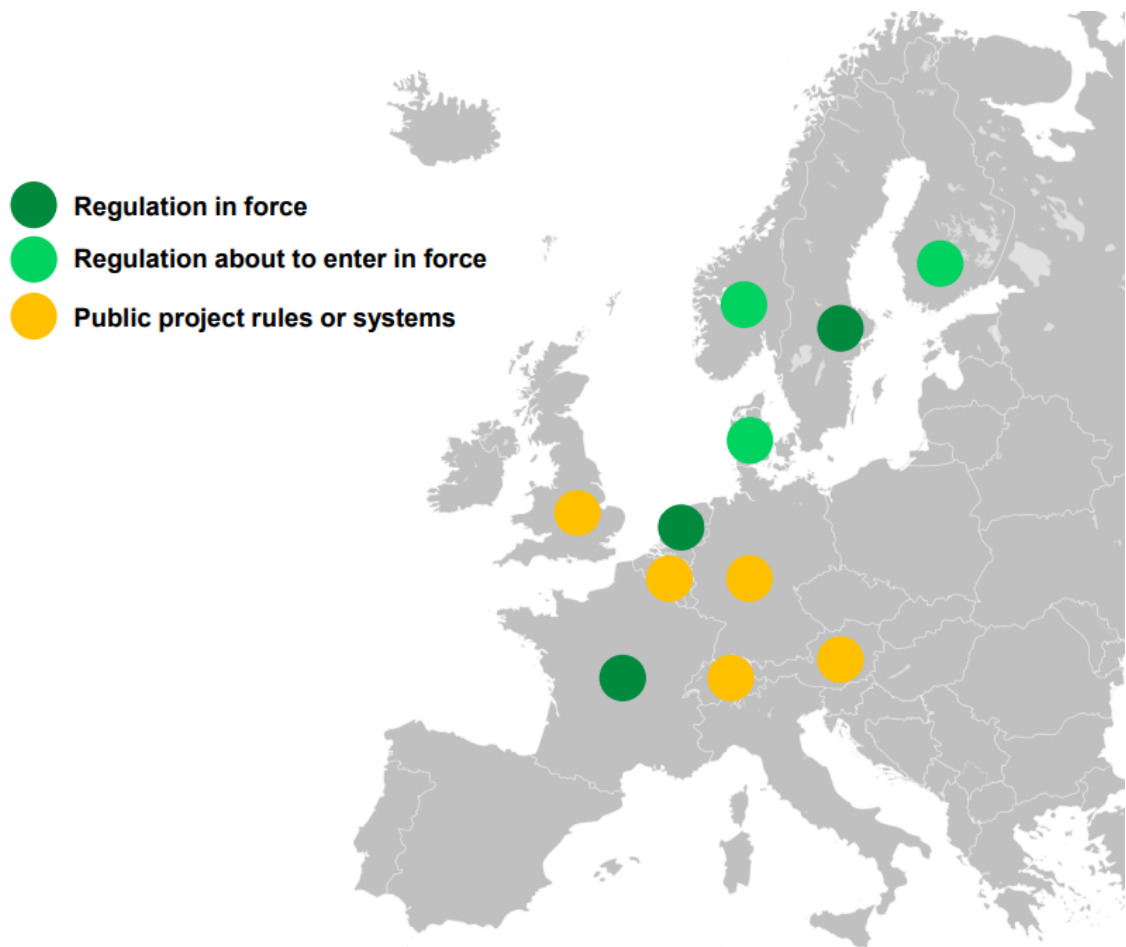 Regulation in force
Regulation about to enter in force
Public project rules or systems